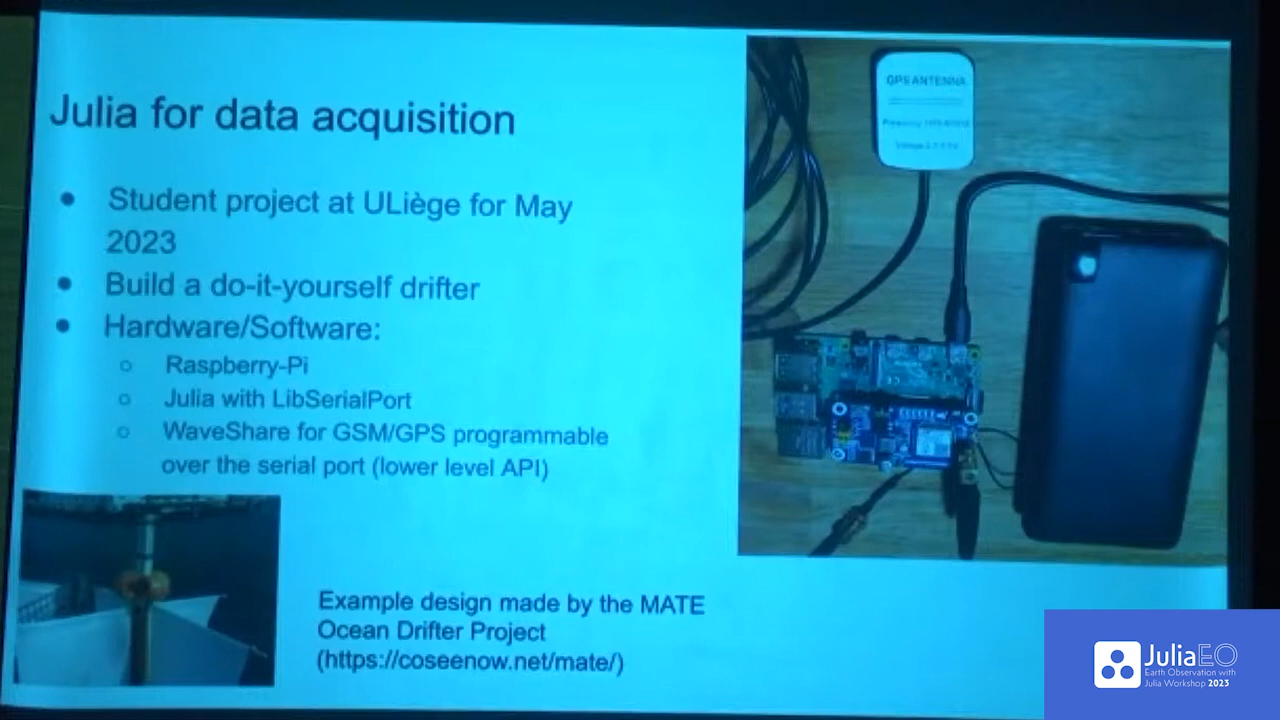 Julia for data acquisition
● Student project at ULiège for May
2023
● Build a do-it-yourself drifter
● Hardware/Software:
○ Raspberry-Pi
○ Julia with LibSerialPort
○ WaveShare for GSM/GPS programmable
over the serial port (lower level API)
Example design made by the MATE
Ocean Drifter Project
(https://coseenow.net/mate/)
GPS ANTENNA
JuliaEO
Earth Observation with
Julia Workshop 2023